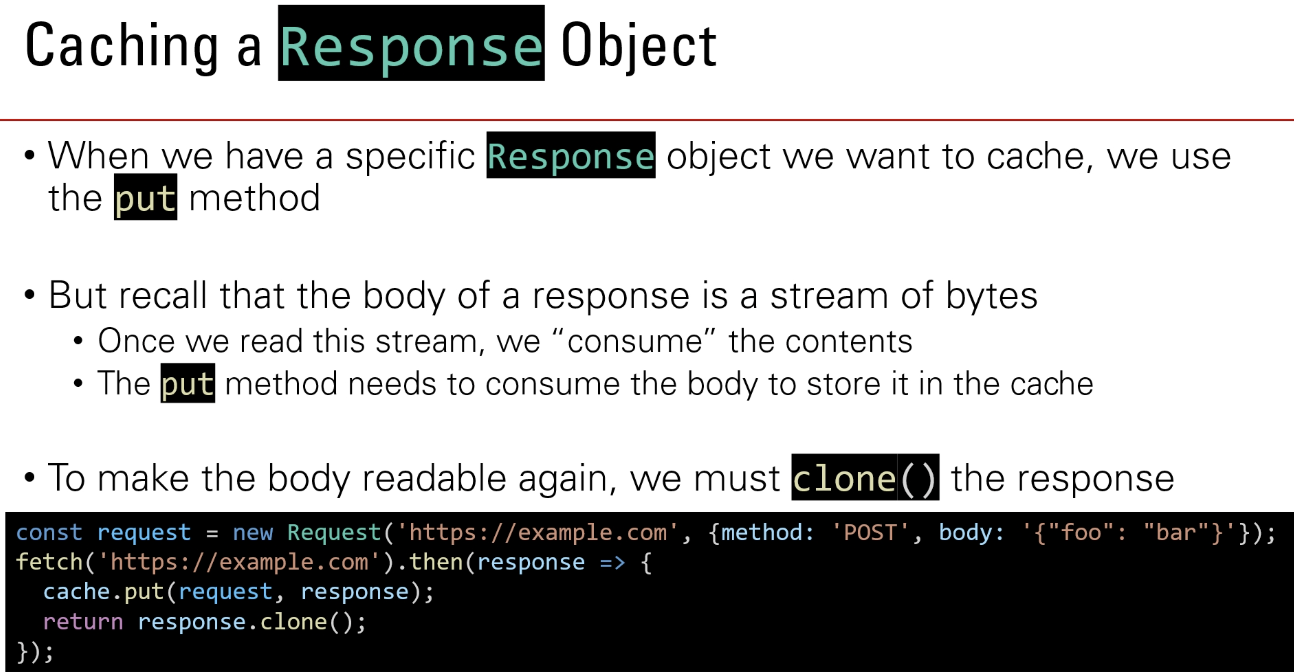 Caching a Response Object
• When we have a specific Response object we want to cache, we use
the put method
• But recall that the body of a response is a stream of bytes
• Once we read this stream, we “consume” the contents
• The put method needs to consume the body to store it in the cache
• To make the body readable again, we must clone() the response
const request = new Request('https://example.com', {method: 'POST', body: '{"foo": "bar"}'});
fetch('https://example.com').then(response => {
  cache.put(request, response);
  return response.clone();
});